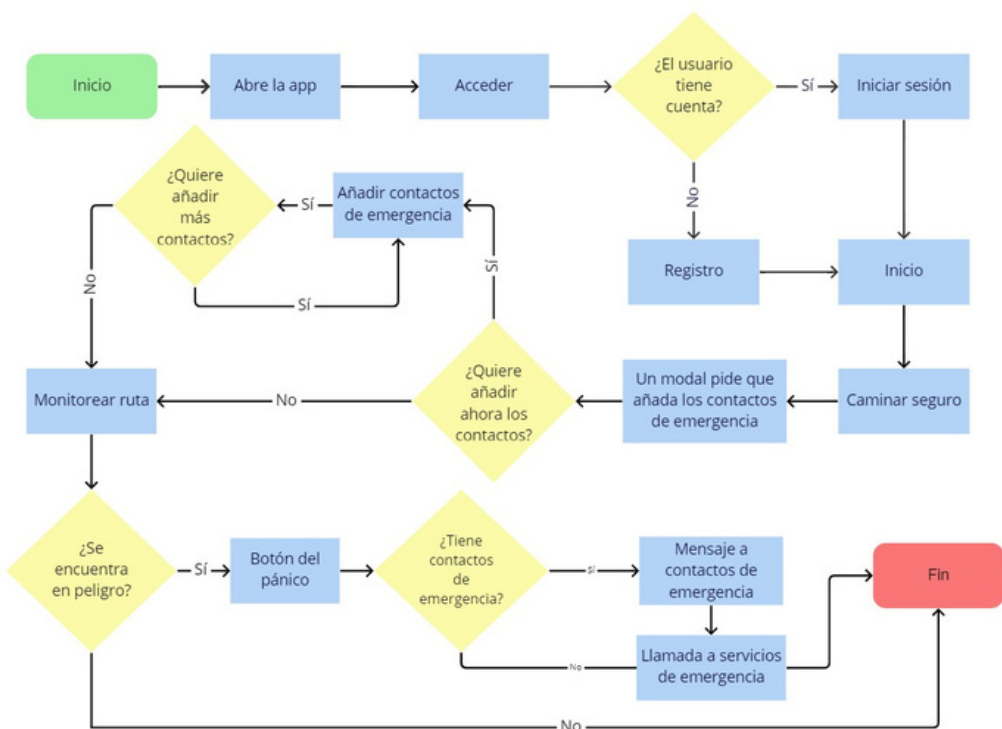 Inicio
Abre la app
Acceder
¿El usuario
tiene
cuenta?
Sí
Iniciar sesión
No
Registro
Inicio
¿Quiere
añadir
más
contactos?
Sí
Añadir contactos
de emergencia
No
Sí
Sí
Monitorear ruta
No
¿Quiere
añadir
ahora los
contactos?
Un modal pide que
añada los contactos
de emergencia
Caminar seguro
¿Se
encuentra
en peligro?
Sí
Botón del
pánico
¿Tiene
contactos
de
emergencia?
Sí
Mensaje a
contactos de
emergencia
No
Llamada a servicios
de emergencia
Fin
No